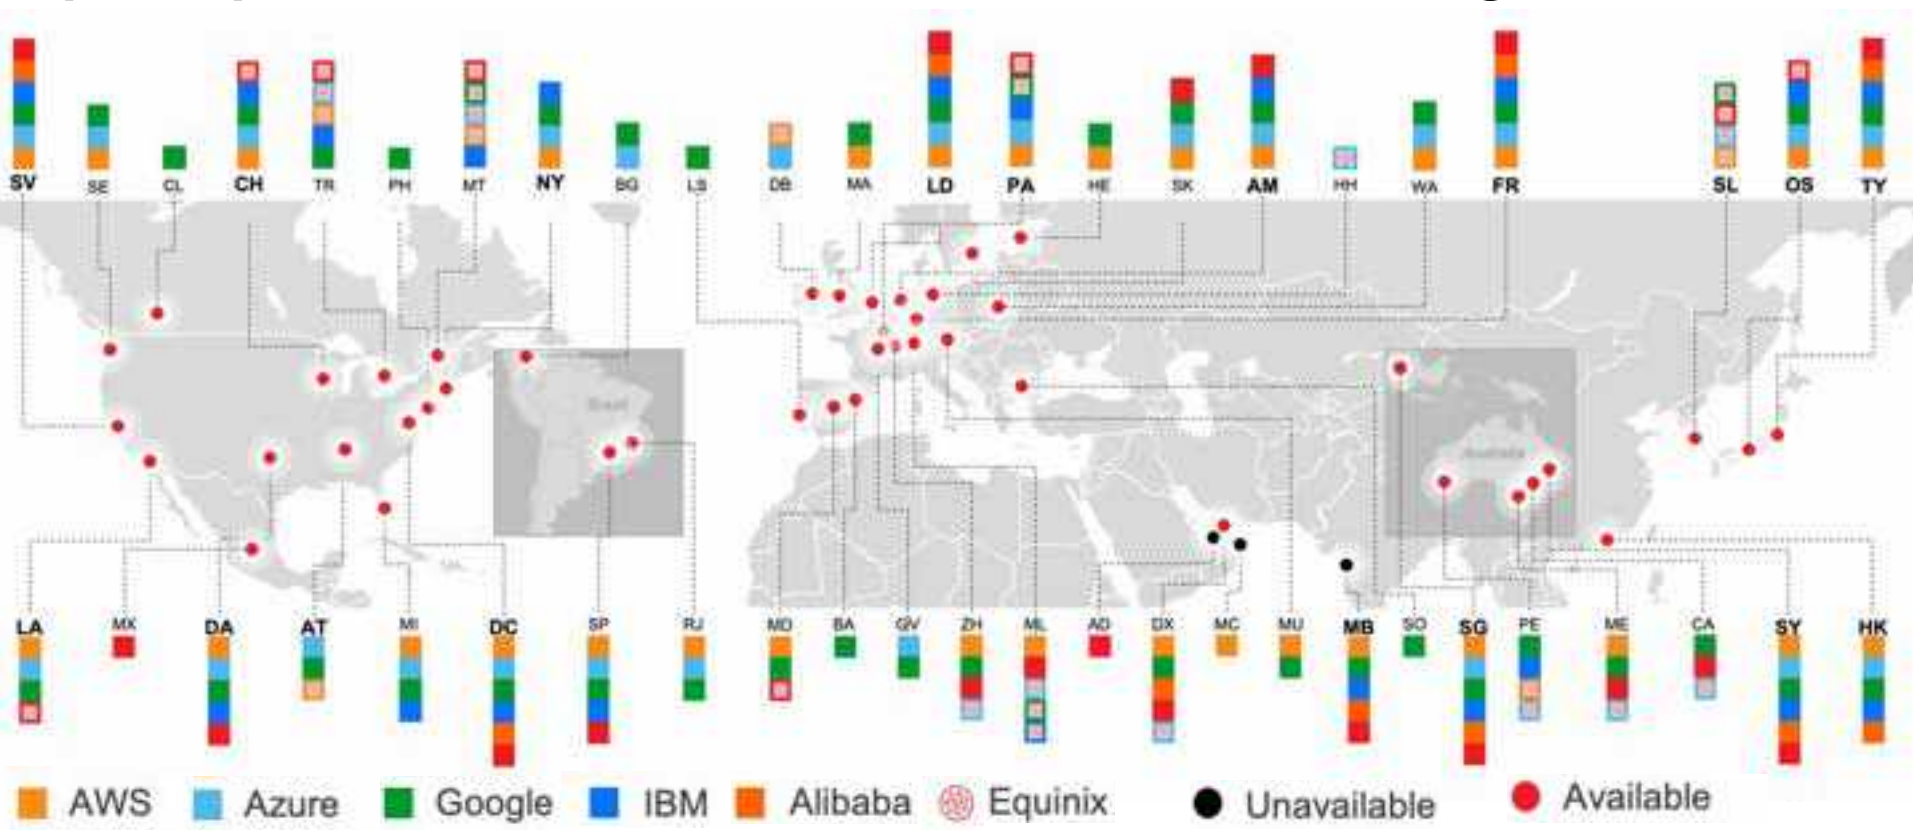 SV SE CL CH TR PH MT NY BG LS DB MA LD PA HE SK AM HH WA FR SL OS TY
Brazil
Australia
LA MX DA AT MI DC SP RJ MD BA GV ZH ML AD DX MC MU MB SO SG PE ME CA SY HK
AWS Azure Google IBM Alibaba Equinix Unavailable Available